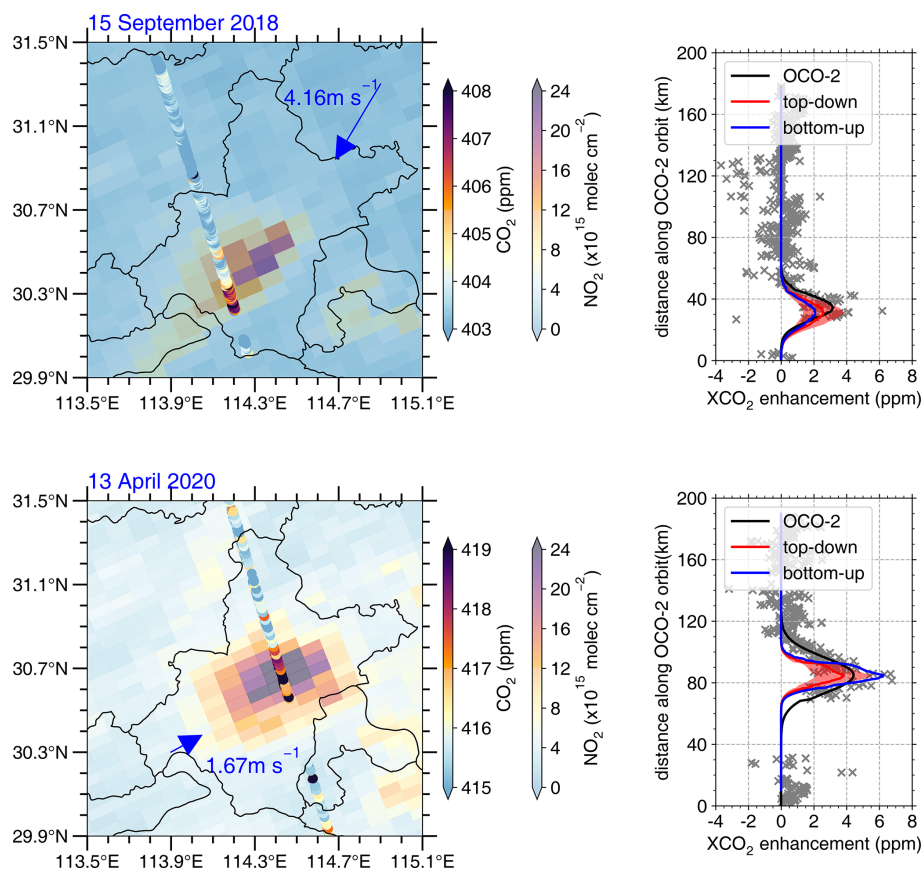 15 September 2018
31.5°N
31.1°N
30.7°N
30.3°N
29.9°N
113.5°E 113.9°E 114.3°E 114.7°E 115.1°E
4.16m s⁻¹
408
407
406
405
404
403
CO₂ (ppm)
24
20
16
12
8
4
0
NO₂ (x10¹⁵ molec cm⁻²)
200
160
120
80
40
0
distance along OCO-2 orbit (km)
OCO-2
top-down
bottom-up
-4 -2 0 2 4 6 8
XCO₂ enhancement (ppm)
13 April 2020
31.5°N
31.1°N
30.7°N
30.3°N
29.9°N
113.5°E 113.9°E 114.3°E 114.7°E 115.1°E
1.67m s⁻¹
419
418
417
416
415
CO₂ (ppm)
24
20
16
12
8
4
0
NO₂ (x10¹⁵ molec cm⁻²)
200
160
120
80
40
0
distance along OCO-2 orbit(km)
OCO-2
top-down
bottom-up
-4 -2 0 2 4 6 8
XCO₂ enhancement (ppm)